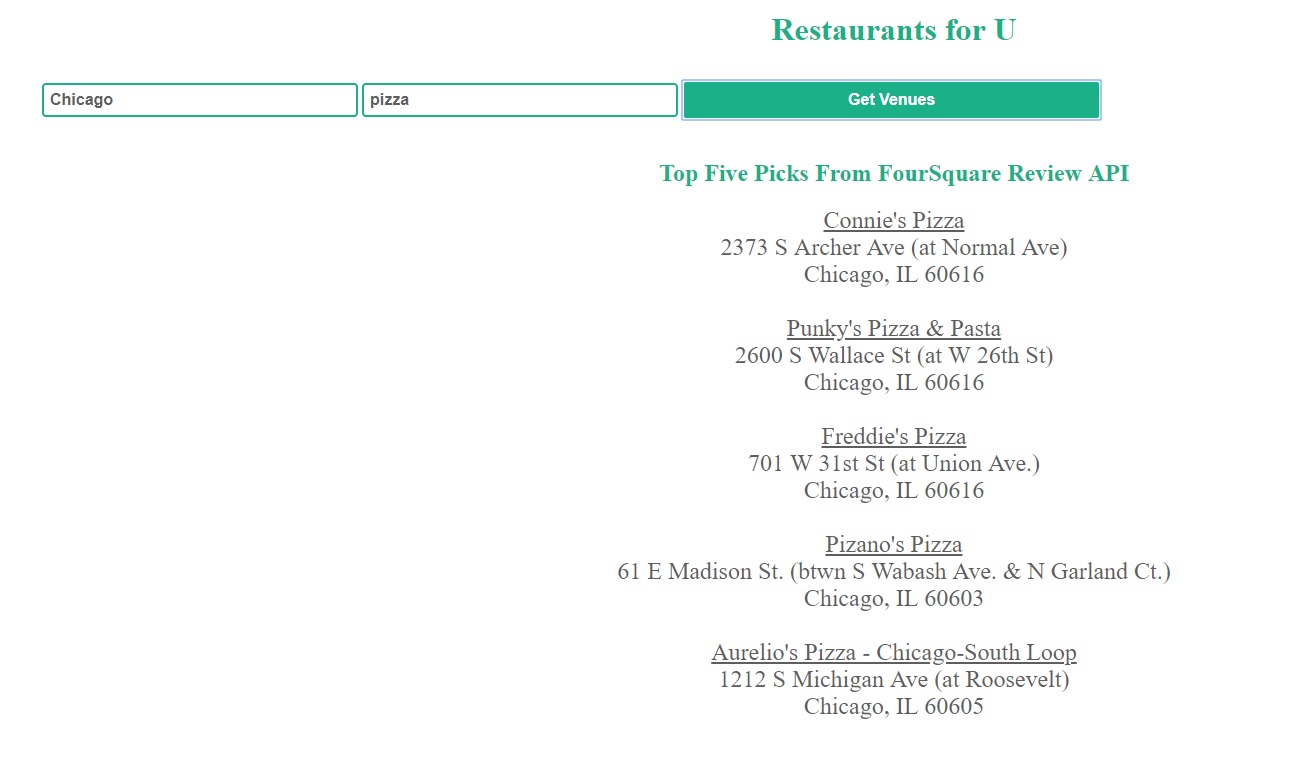 Restaurants for U
Chicago
pizza
Get Venues
Top Five Picks From FourSquare Review API
Connie's Pizza
2373 S Archer Ave (at Normal Ave)
Chicago, IL 60616
Punky's Pizza & Pasta
2600 S Wallace St (at W 26th St)
Chicago, IL 60616
Freddie's Pizza
701 W 31st St (at Union Ave.)
Chicago, IL 60616
Pizano's Pizza
61 E Madison St. (btwn S Wabash Ave. & N Garland Ct.)
Chicago, IL 60603
Aurelio's Pizza - Chicago-South Loop
1212 S Michigan Ave (at Roosevelt)
Chicago, IL 60605